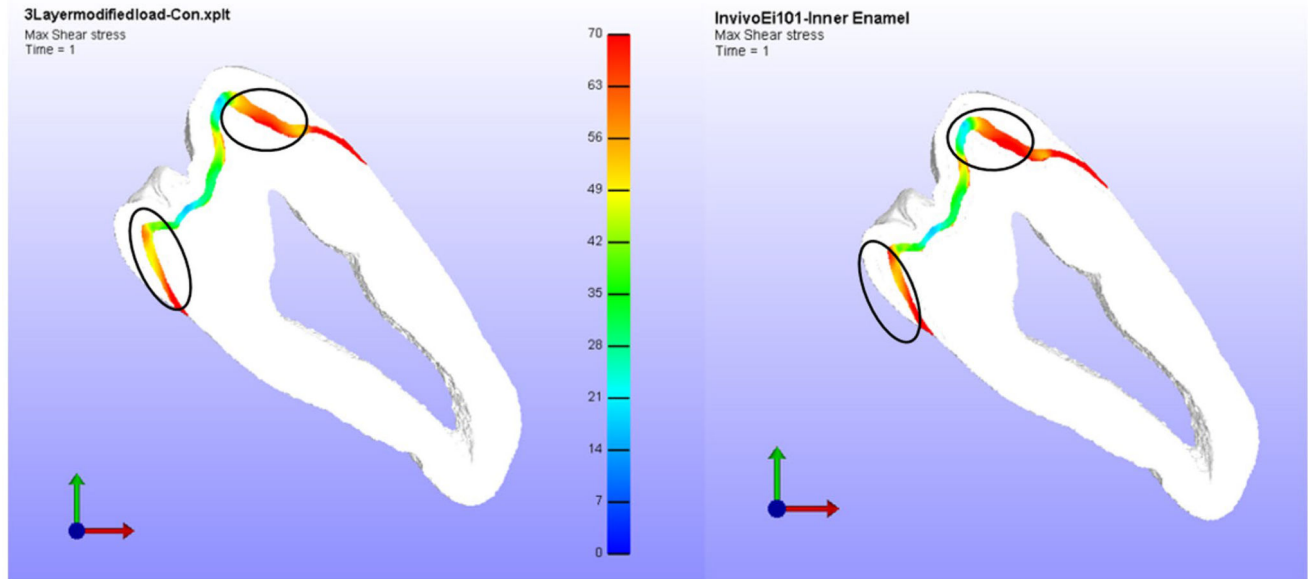 3Layermodifiedload-Con.xplt
Max Shear stress
Time = 1
70
63
56
49
42
35
28
21
14
7
0
InvivoEi101-Inner Enamel
Max Shear stress
Time = 1